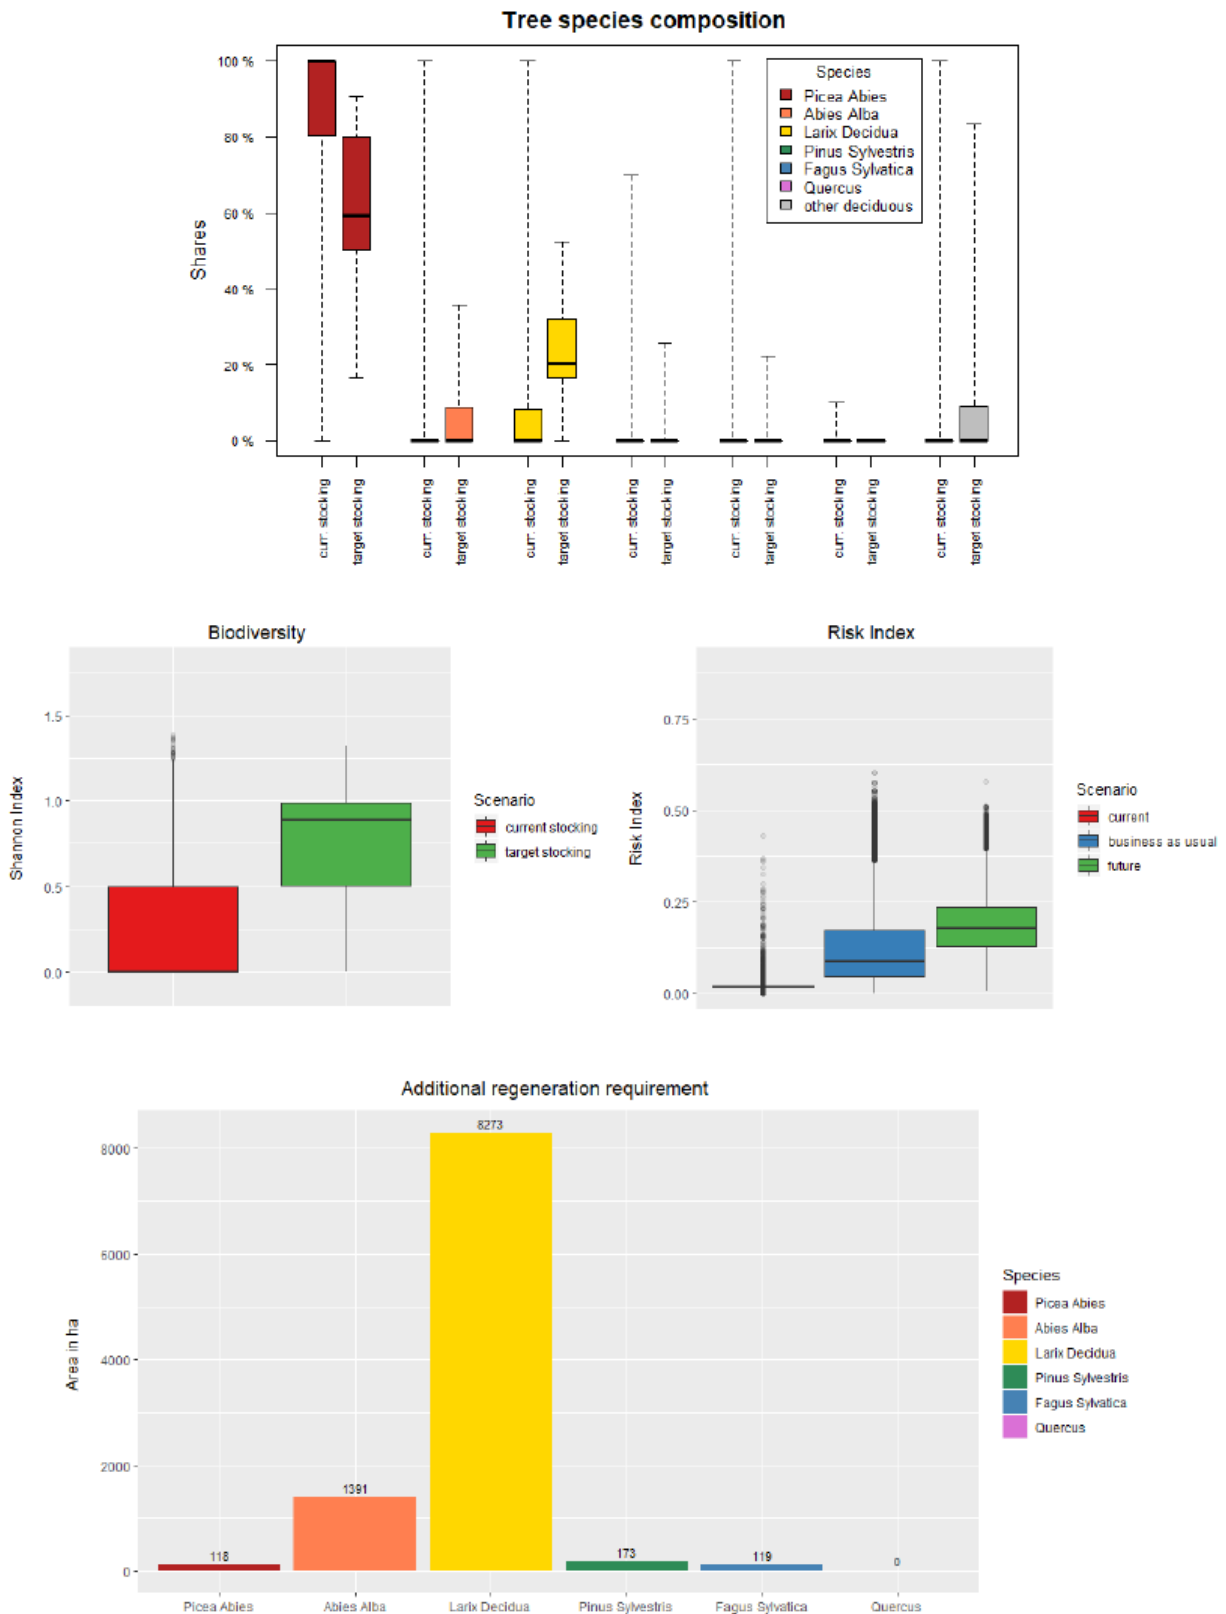 Tree species composition
100 %
80 %
60 %
40 %
20 %
0 %
Shares
Species
Picea Abies
Abies Alba
Larix Decidua
Pinus Sylvestris
Fagus Sylvatica
Quercus
other deciduous
curr. stocking
target stocking
curr. stocking
target stocking
curr. stocking
target stocking
curr. stocking
target stocking
curr. stocking
target stocking
curr. stocking
target stocking
curr. stocking
target stocking
Biodiversity
Shannon Index
1.5
1.0
0.5
0.0
Scenario
current stocking
target stocking
Risk Index
Risk Index
0.75
0.50
0.25
0.00
Scenario
current
business as usual
future
Additional regeneration requirement
Area in ha
8000
6000
4000
2000
0
118
1391
8273
173
119
0
Picea Abies
Abies Alba
Larix Decidua
Pinus Sylvestris
Fagus Sylvatica
Quercus
Species
Picea Abies
Abies Alba
Larix Decidua
Pinus Sylvestris
Fagus Sylvatica
Quercus